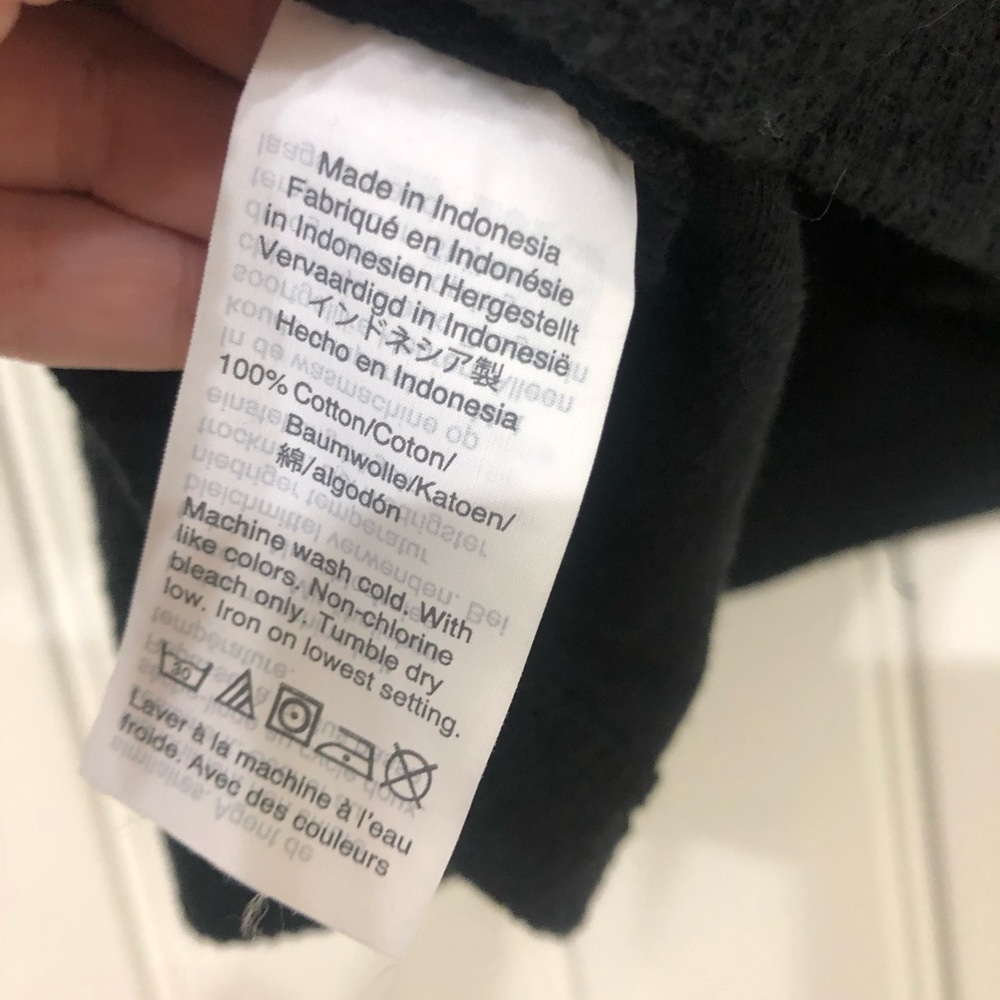 Made in Indonesia
Fabriqué en Indonésie
in Indonesien Hergestellt
Vervaardigd in Indonesië
インドネシア製
Hecho en Indonesia
100% Cotton/Coton/
Baumwolle/Katoen/
綿/algodón
Machine wash cold. With
like colors. Non-chlorine
bleach only. Tumble dry
low. Iron on lowest setting.
30
Laver à la machine à l'eau
froide. Avec des couleurs